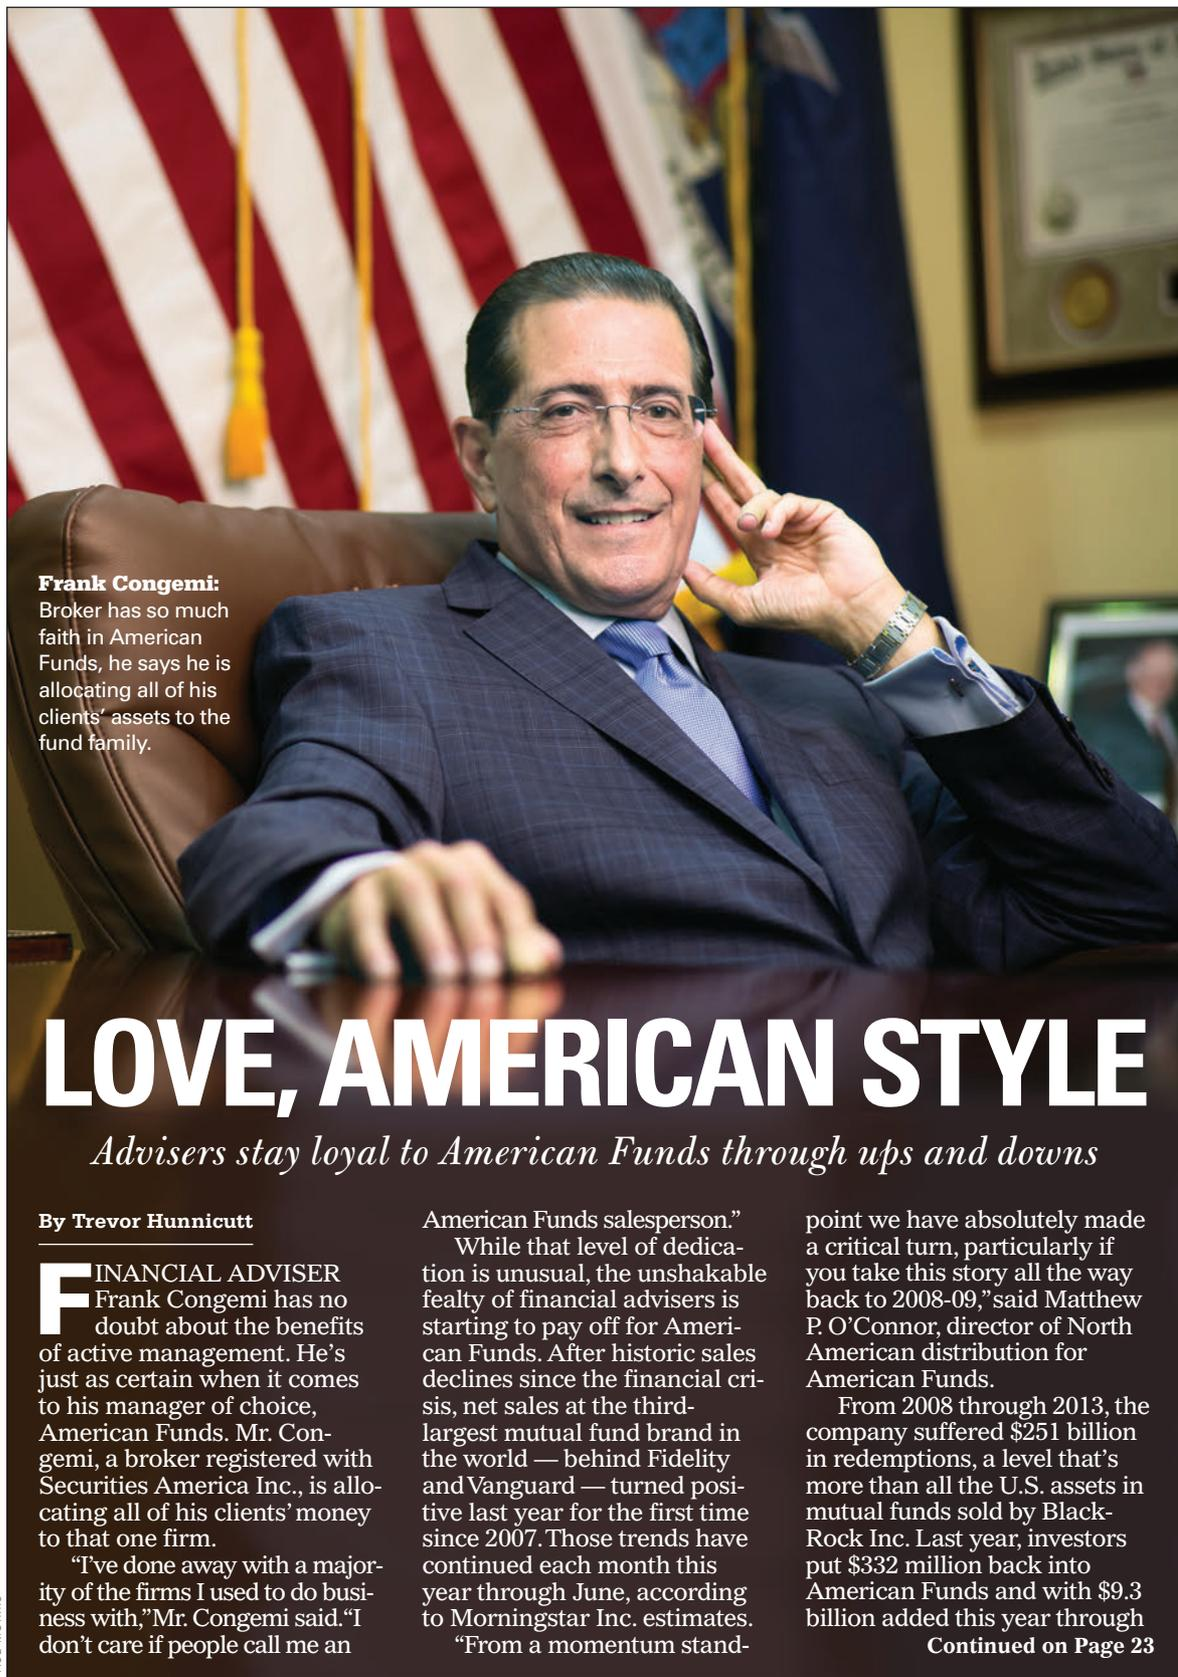 Frank Congemi:
Broker has so much
faith in American
Funds, he says he is
allocating all of his
clients’ assets to the
fund family.
LOVE, AMERICAN STYLE
Advisers stay loyal to American Funds through ups and downs
By Trevor Hunnicutt
FINANCIAL ADVISER
Frank Congemi has no
doubt about the benefits
of active management. He’s
just as certain when it comes
to his manager of choice,
American Funds. Mr. Con-
gemi, a broker registered with
Securities America Inc., is allo-
cating all of his clients’ money
to that one firm.
“I’ve done away with a major-
ity of the firms I used to do busi-
ness with,” Mr. Congemi said. “I
don’t care if people call me an
American Funds salesperson.”
While that level of dedica-
tion is unusual, the unshakable
fealty of financial advisers is
starting to pay off for Ameri-
can Funds. After historic sales
declines since the financial cri-
sis, net sales at the third-
largest mutual fund brand in
the world — behind Fidelity
and Vanguard — turned posi-
tive last year for the first time
since 2007. Those trends have
continued each month this
year through June, according
to Morningstar Inc. estimates.
“From a momentum stand-
point we have absolutely made
a critical turn, particularly if
you take this story all the way
back to 2008-09,” said Matthew
P. O’Connor, director of North
American distribution for
American Funds.
From 2008 through 2013, the
company suffered $251 billion
in redemptions, a level that’s
more than all the U.S. assets in
mutual funds sold by Black-
Rock Inc. Last year, investors
put $332 million back into
American Funds and with $9.3
billion added this year through
Continued on Page 23